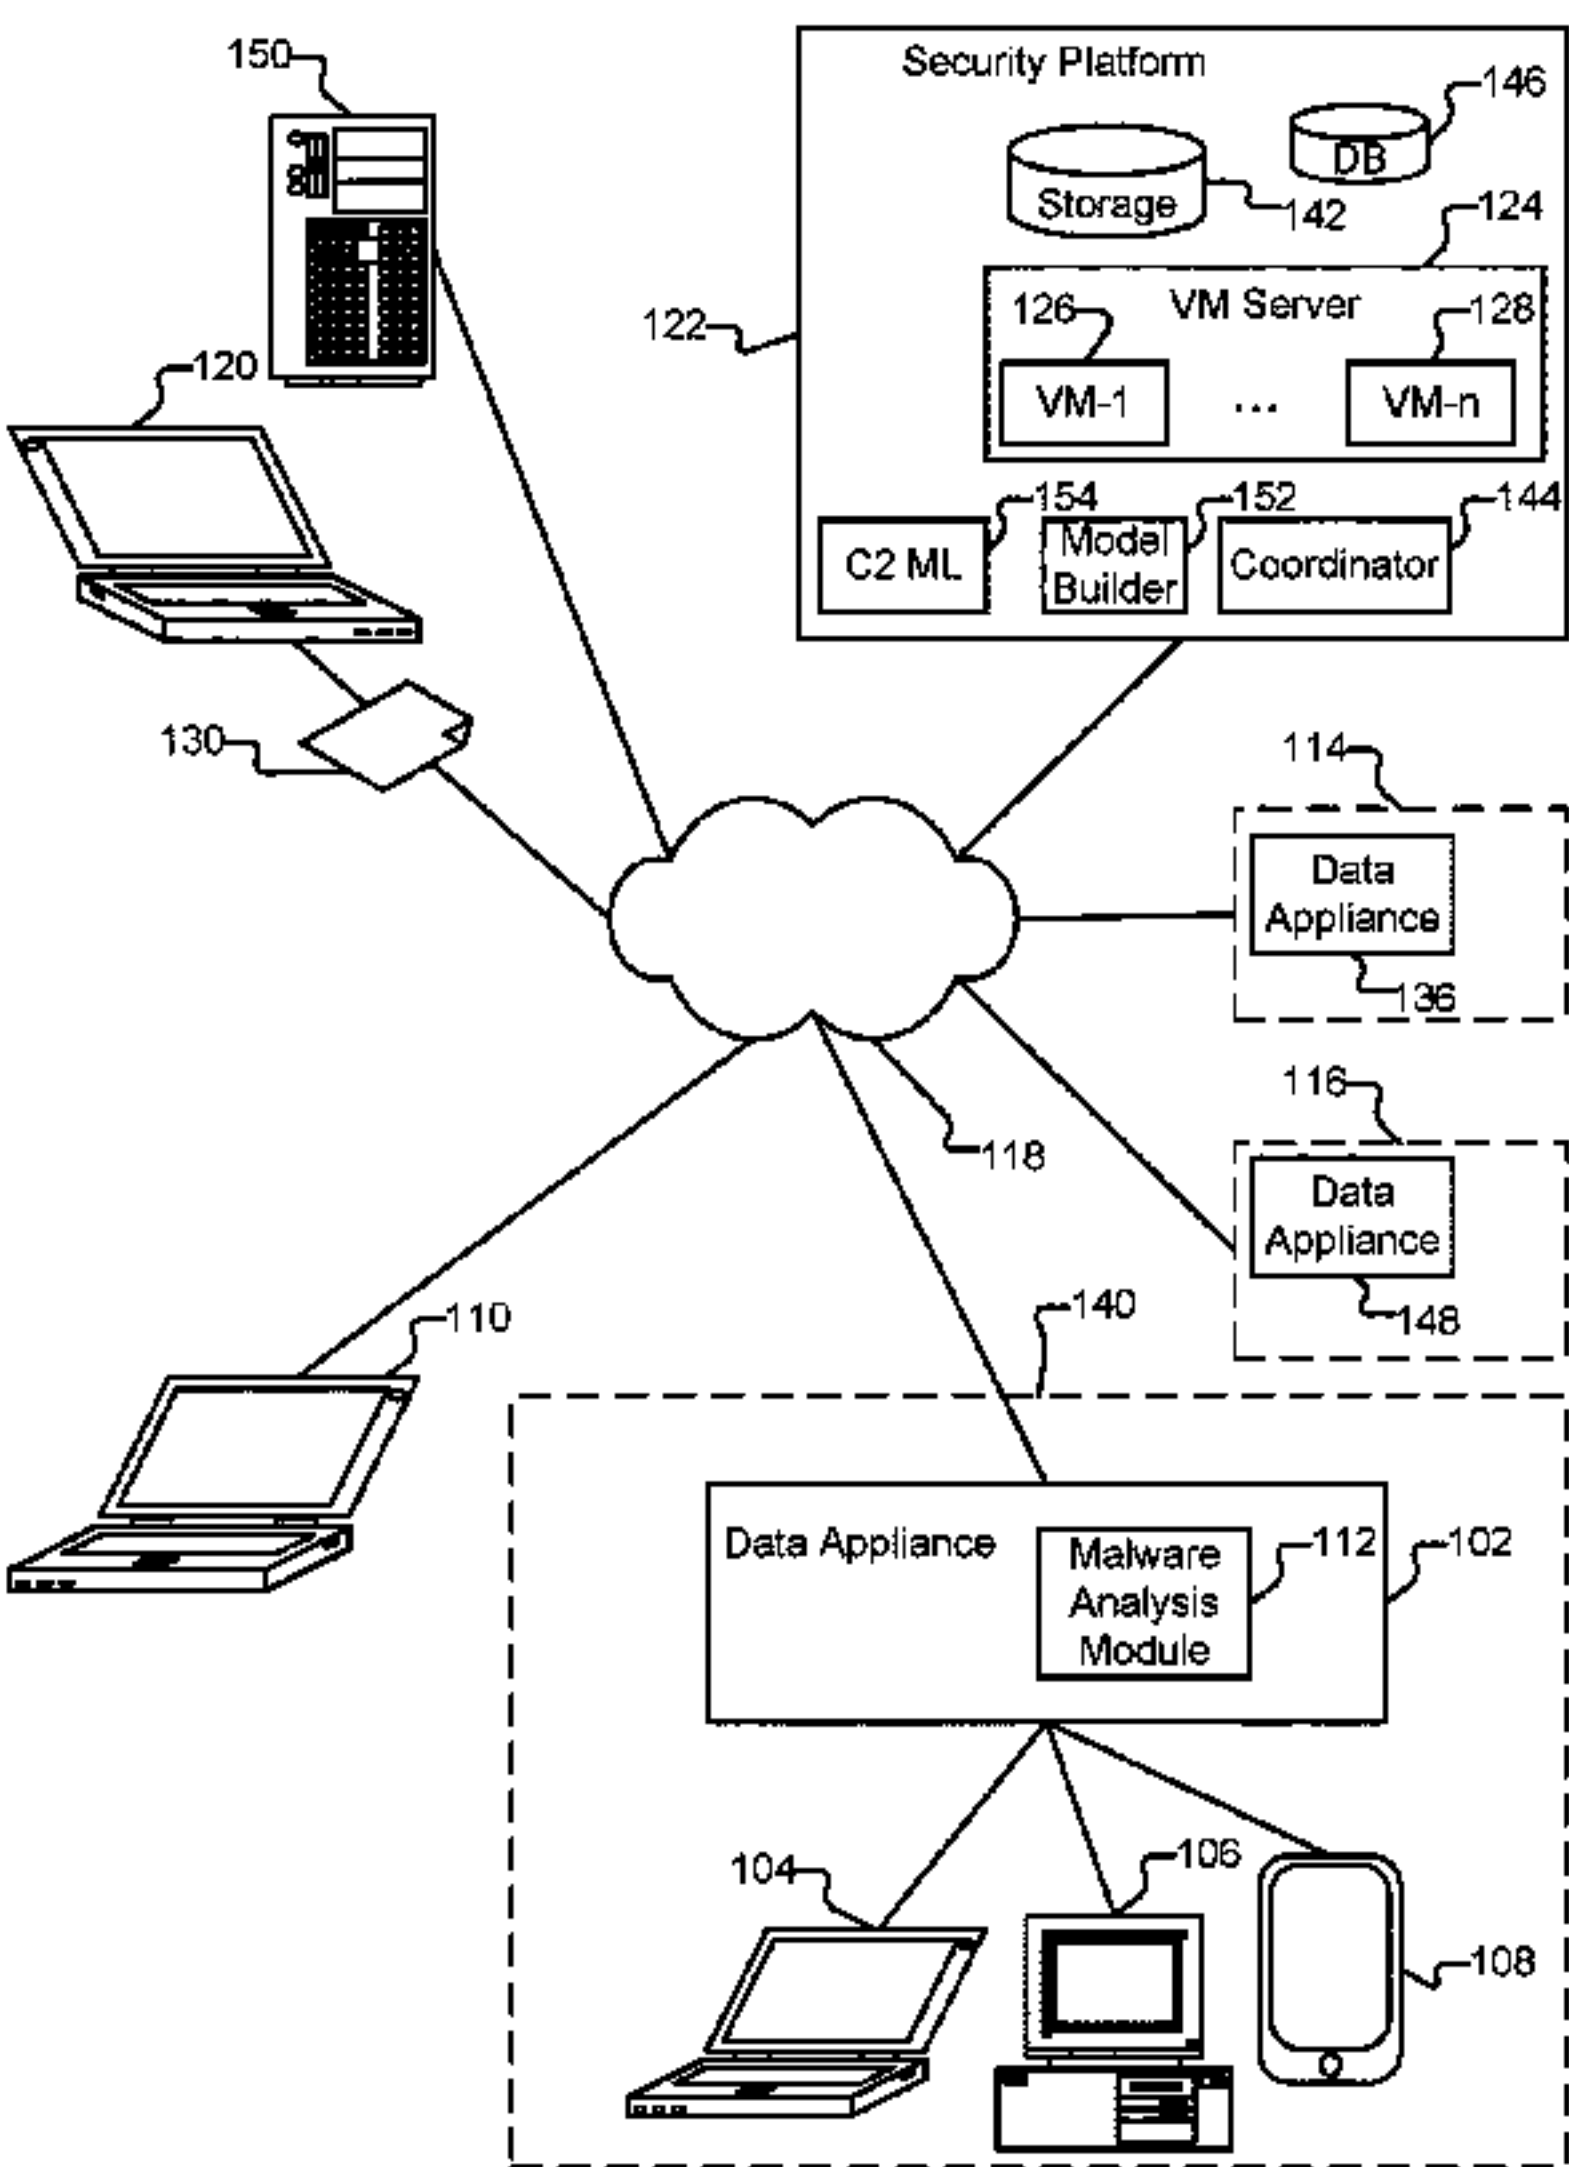 150
Security Platform
146
DB
Storage
142
124
120
122
126
VM Server
128
VM-1
...
VM-n
154
152
144
C2 ML
Model
Builder
Coordinator
130
114
Data
Appliance
136
116
118
Data
Appliance
148
140
110
Data Appliance
Malware
Analysis
Module
112
102
104
106
108